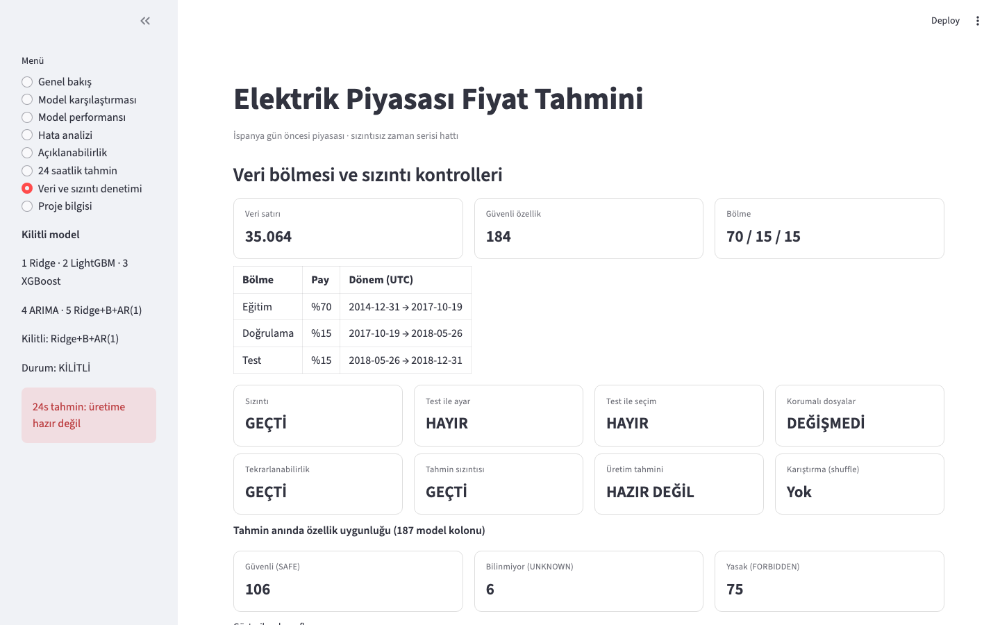 Deploy
Menü
Genel bakış
Model karşılaştırması
Model performansı
Hata analizi
Açıklanabilirlik
24 saatlik tahmin
Veri ve sızıntı denetimi
Proje bilgisi
Kilitli model
1 Ridge · 2 LightGBM · 3
XGBoost
4 ARIMA · 5 Ridge+B+AR(1)
Kilitli: Ridge+B+AR(1)
Durum: KİLİTLİ
24s tahmin: üretime
hazır değil
Elektrik Piyasası Fiyat Tahmini
İspanya gün öncesi piyasası · sızıntısız zaman serisi hattı
Veri bölmesi ve sızıntı kontrolleri
Veri satırı Güvenli özellik Bölme
35.064 184 70 / 15 / 15
Bölme Pay Dönem (UTC)
Eğitim %70 2014-12-31 → 2017-10-19
Doğrulama %15 2017-10-19 → 2018-05-26
Test %15 2018-05-26 → 2018-12-31
Sızıntı Test ile ayar Test ile seçim Korumalı dosyalar
GEÇTİ HAYIR HAYIR DEĞİŞMEDİ
Tekrarlanabilirlik Tahmin sızıntısı Üretim tahmini Karıştırma (shuffle)
GEÇTİ GEÇTİ HAZIR DEĞİL Yok
Tahmin anında özellik uygunluğu (187 model kolonu)
Güvenli (SAFE) Bilinmiyor (UNKNOWN) Yasak (FORBIDDEN)
106 6 75